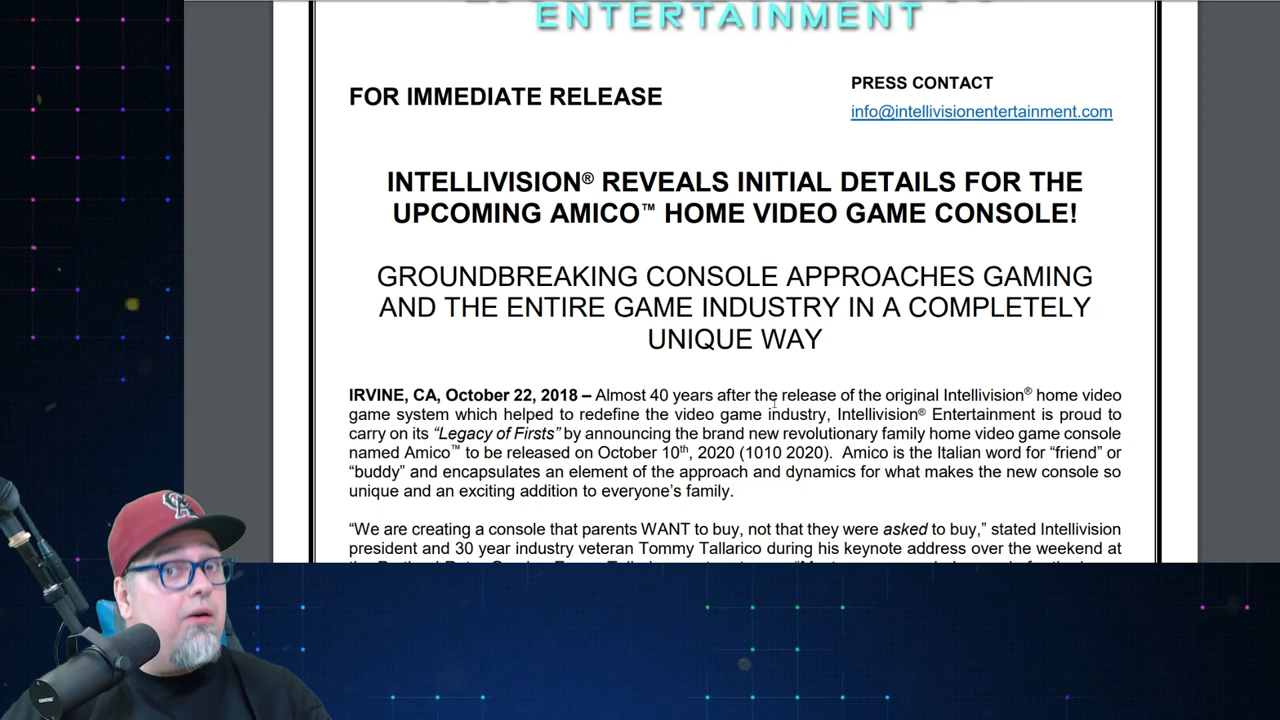 ENTERTAINMENT
FOR IMMEDIATE RELEASE
PRESS CONTACT
info@intellivisionentertainment.com
INTELLIVISION® REVEALS INITIAL DETAILS FOR THE
UPCOMING AMICO™ HOME VIDEO GAME CONSOLE!
GROUNDBREAKING CONSOLE APPROACHES GAMING
AND THE ENTIRE GAME INDUSTRY IN A COMPLETELY
UNIQUE WAY
IRVINE, CA, October 22, 2018 – Almost 40 years after the release of the original Intellivision® home video
game system which helped to redefine the video game industry, Intellivision® Entertainment is proud to
carry on its "Legacy of Firsts" by announcing the brand new revolutionary family home video game console
named Amico™ to be released on October 10th, 2020 (1010 2020). Amico is the Italian word for "friend" or
"buddy" and encapsulates an element of the approach and dynamics for what makes the new console so
unique and an exciting addition to everyone's family.
"We are creating a console that parents WANT to buy, not that they were asked to buy," stated Intellivision
president and 30 year industry veteran Tommy Tallarico during his keynote address over the weekend at